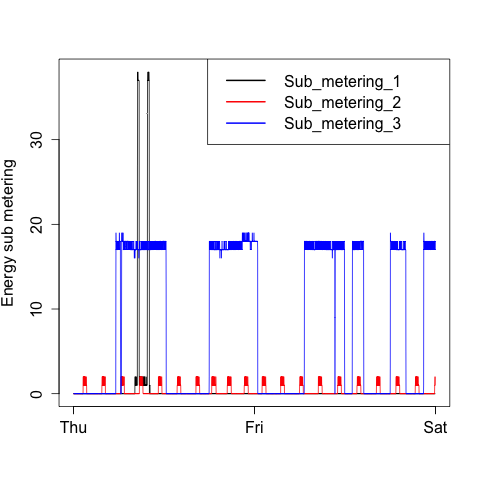 Sub_metering_1
Sub_metering_2
Sub_metering_3
Energy sub metering
30
20
10
0
Thu Fri Sat